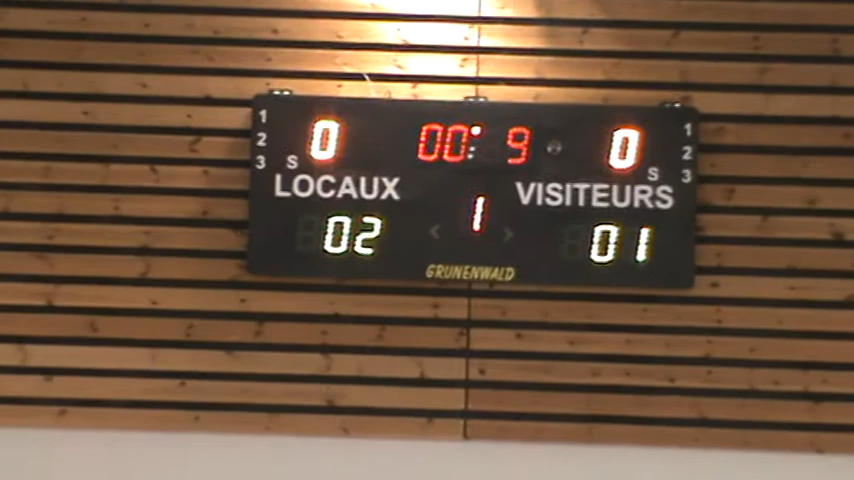 1 0 00: 9 0 1
2 2
3 S S 3
LOCAUX VISITEURS
02 < 1 > 01
GRUNENWALD